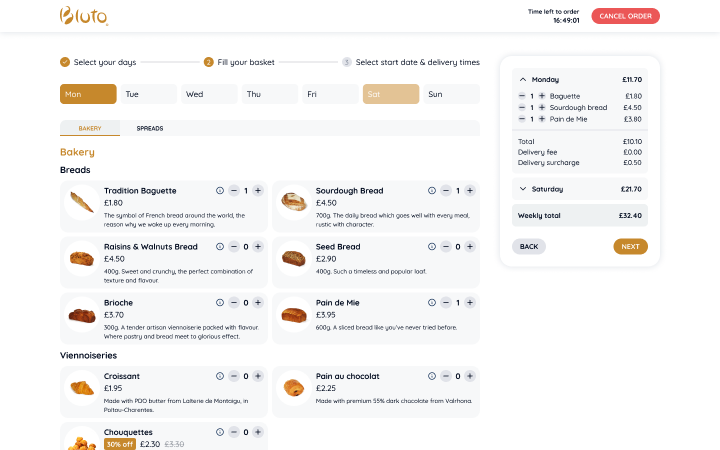 Bluto
Time left to order
16:49:01
CANCEL ORDER
Select your days
2
Fill your basket
3
Select start date & delivery times
Mon
Tue
Wed
Thu
Fri
Sat
Sun
BAKERY
SPREADS
Bakery
Breads
Tradition Baguette
1
£1.80
The symbol of French bread around the world, the
reason why we wake up every morning.
Sourdough Bread
1
£4.50
700g. The daily bread which goes well with every meal,
rustic with character.
Raisins & Walnuts Bread
0
£4.50
400g. Sweet and crunchy, the perfect combination of
texture and flavour.
Seed Bread
0
£2.90
400g. Such a timeless and popular loaf.
Brioche
0
£3.70
300g. A tender artisan viennoiserie packed with flavour.
Where pastry and bread meet to glorious effect.
Pain de Mie
1
£3.95
600g. A sliced bread like you've never tried before.
Viennoiseries
Croissant
0
£1.95
Made with PDO butter from Laiterie de Montaigu, in
Poitou-Charentes.
Pain au chocolat
0
£2.25
Made with premium 55% dark chocolate from Valrhona.
Chouquettes
0
30% off £2.30 £3.30
Monday £11.70
1 Baguette £1.80
1 Sourdough bread £4.50
1 Pain de Mie £3.80
Total £10.10
Delivery fee £0.00
Delivery surcharge £0.50
Saturday £21.70
Weekly total £32.40
BACK
NEXT